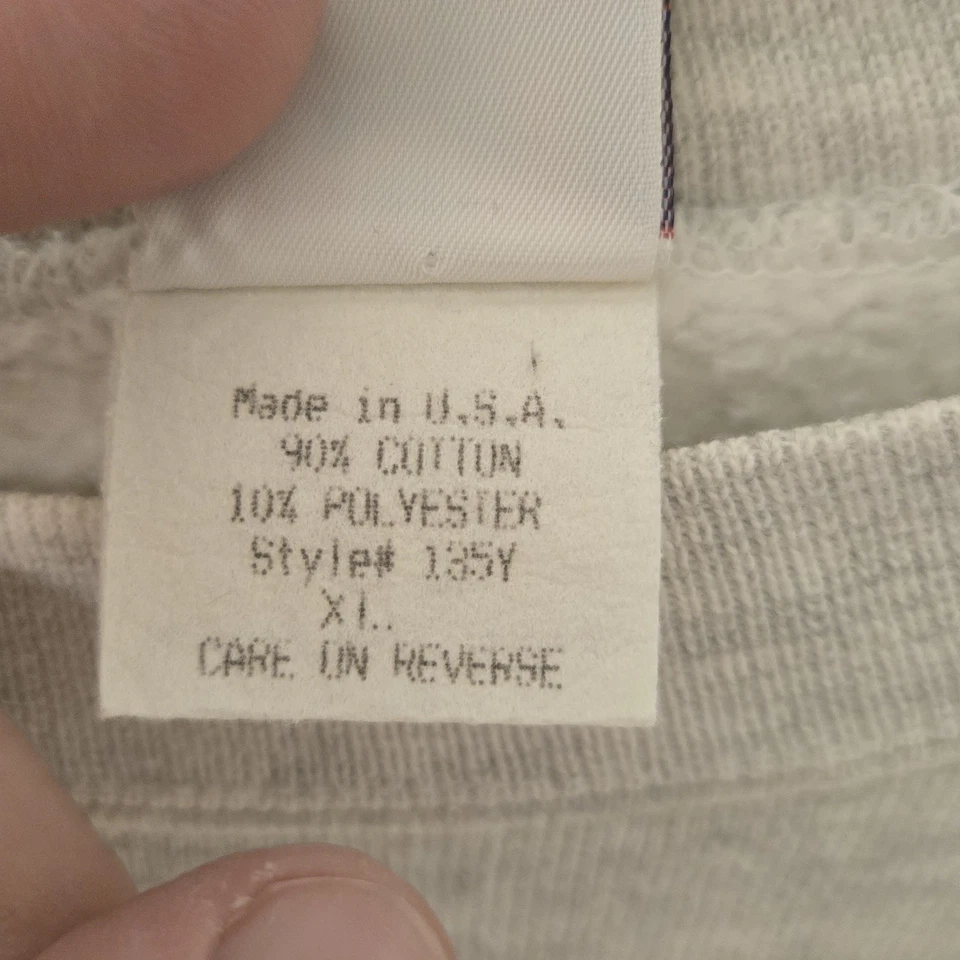 Made in U.S.A.
90% COTTON
10% POLYESTER
Style# 135Y
XL
CARE ON REVERSE